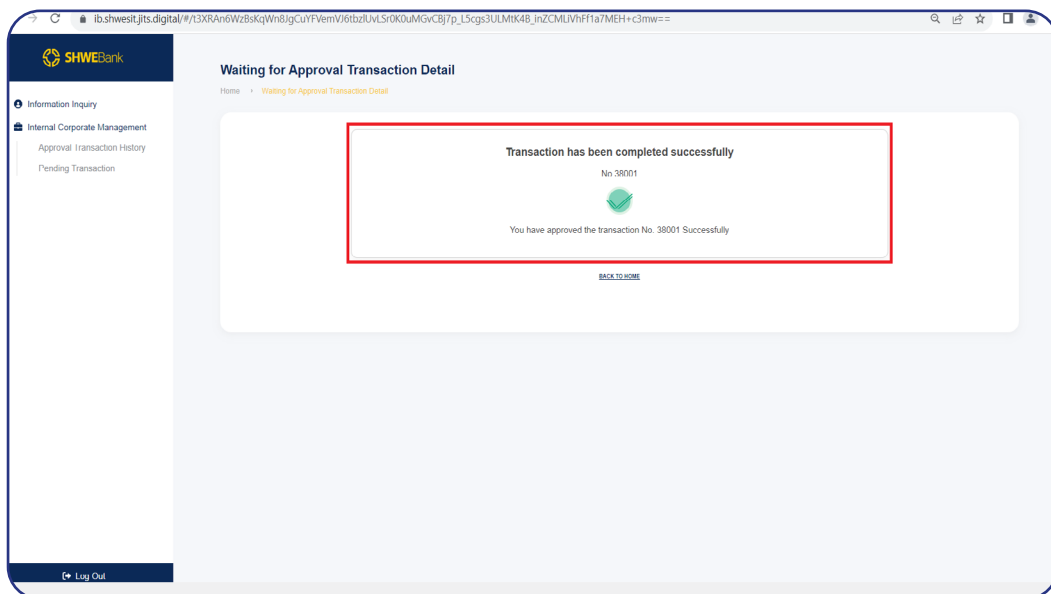 ib.shwesit.jits.digital/#/t3XRAn6WzBsKqWn8JgCuYFVemVJ6tbzlUvLSr0K0uMGvCBj7p_L5cgs3ULMtK4B_inZCMLiVhFf1a7MEH+c3mw==
SHWEBank
Waiting for Approval Transaction Detail
Home › Waiting for Approval Transaction Detail
Information Inquiry
Internal Corporate Management
Approval Transaction History
Pending Transaction
Transaction has been completed successfully
No 38001
You have approved the transaction No. 38001 Successfully
BACK TO HOME
Log Out